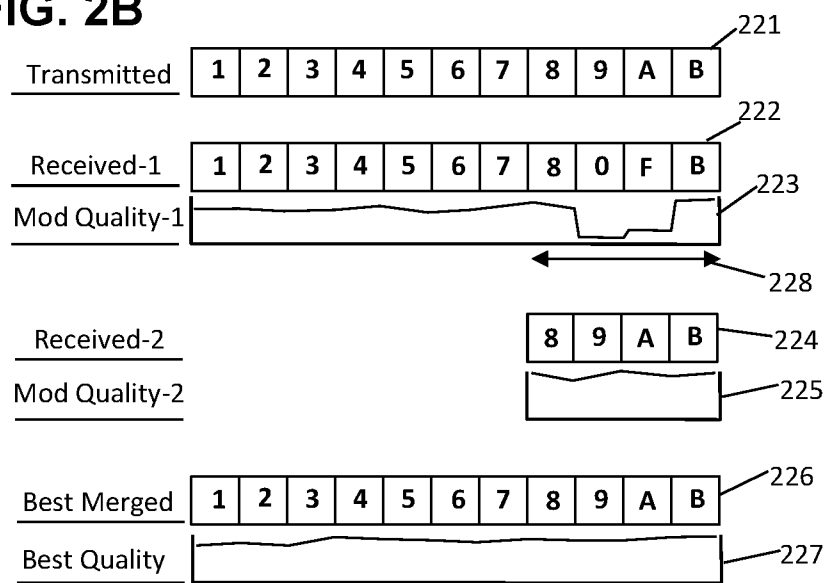 FIG. 2B
221
Transmitted 1 2 3 4 5 6 7 8 9 A B
222
Received-1 1 2 3 4 5 6 7 8 0 F B
223
Mod Quality-1
228
Received-2 8 9 A B 224
Mod Quality-2 225
Best Merged 1 2 3 4 5 6 7 8 9 A B 226
Best Quality 227